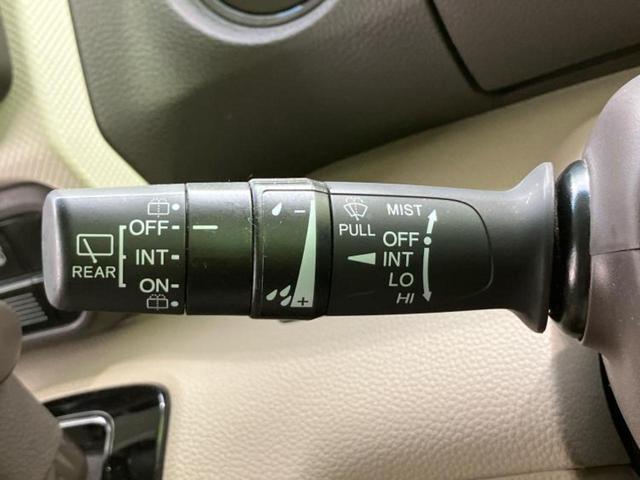 OFF
INT
ON
REAR
−
+
PULL
MIST
OFF
INT
LO
HI